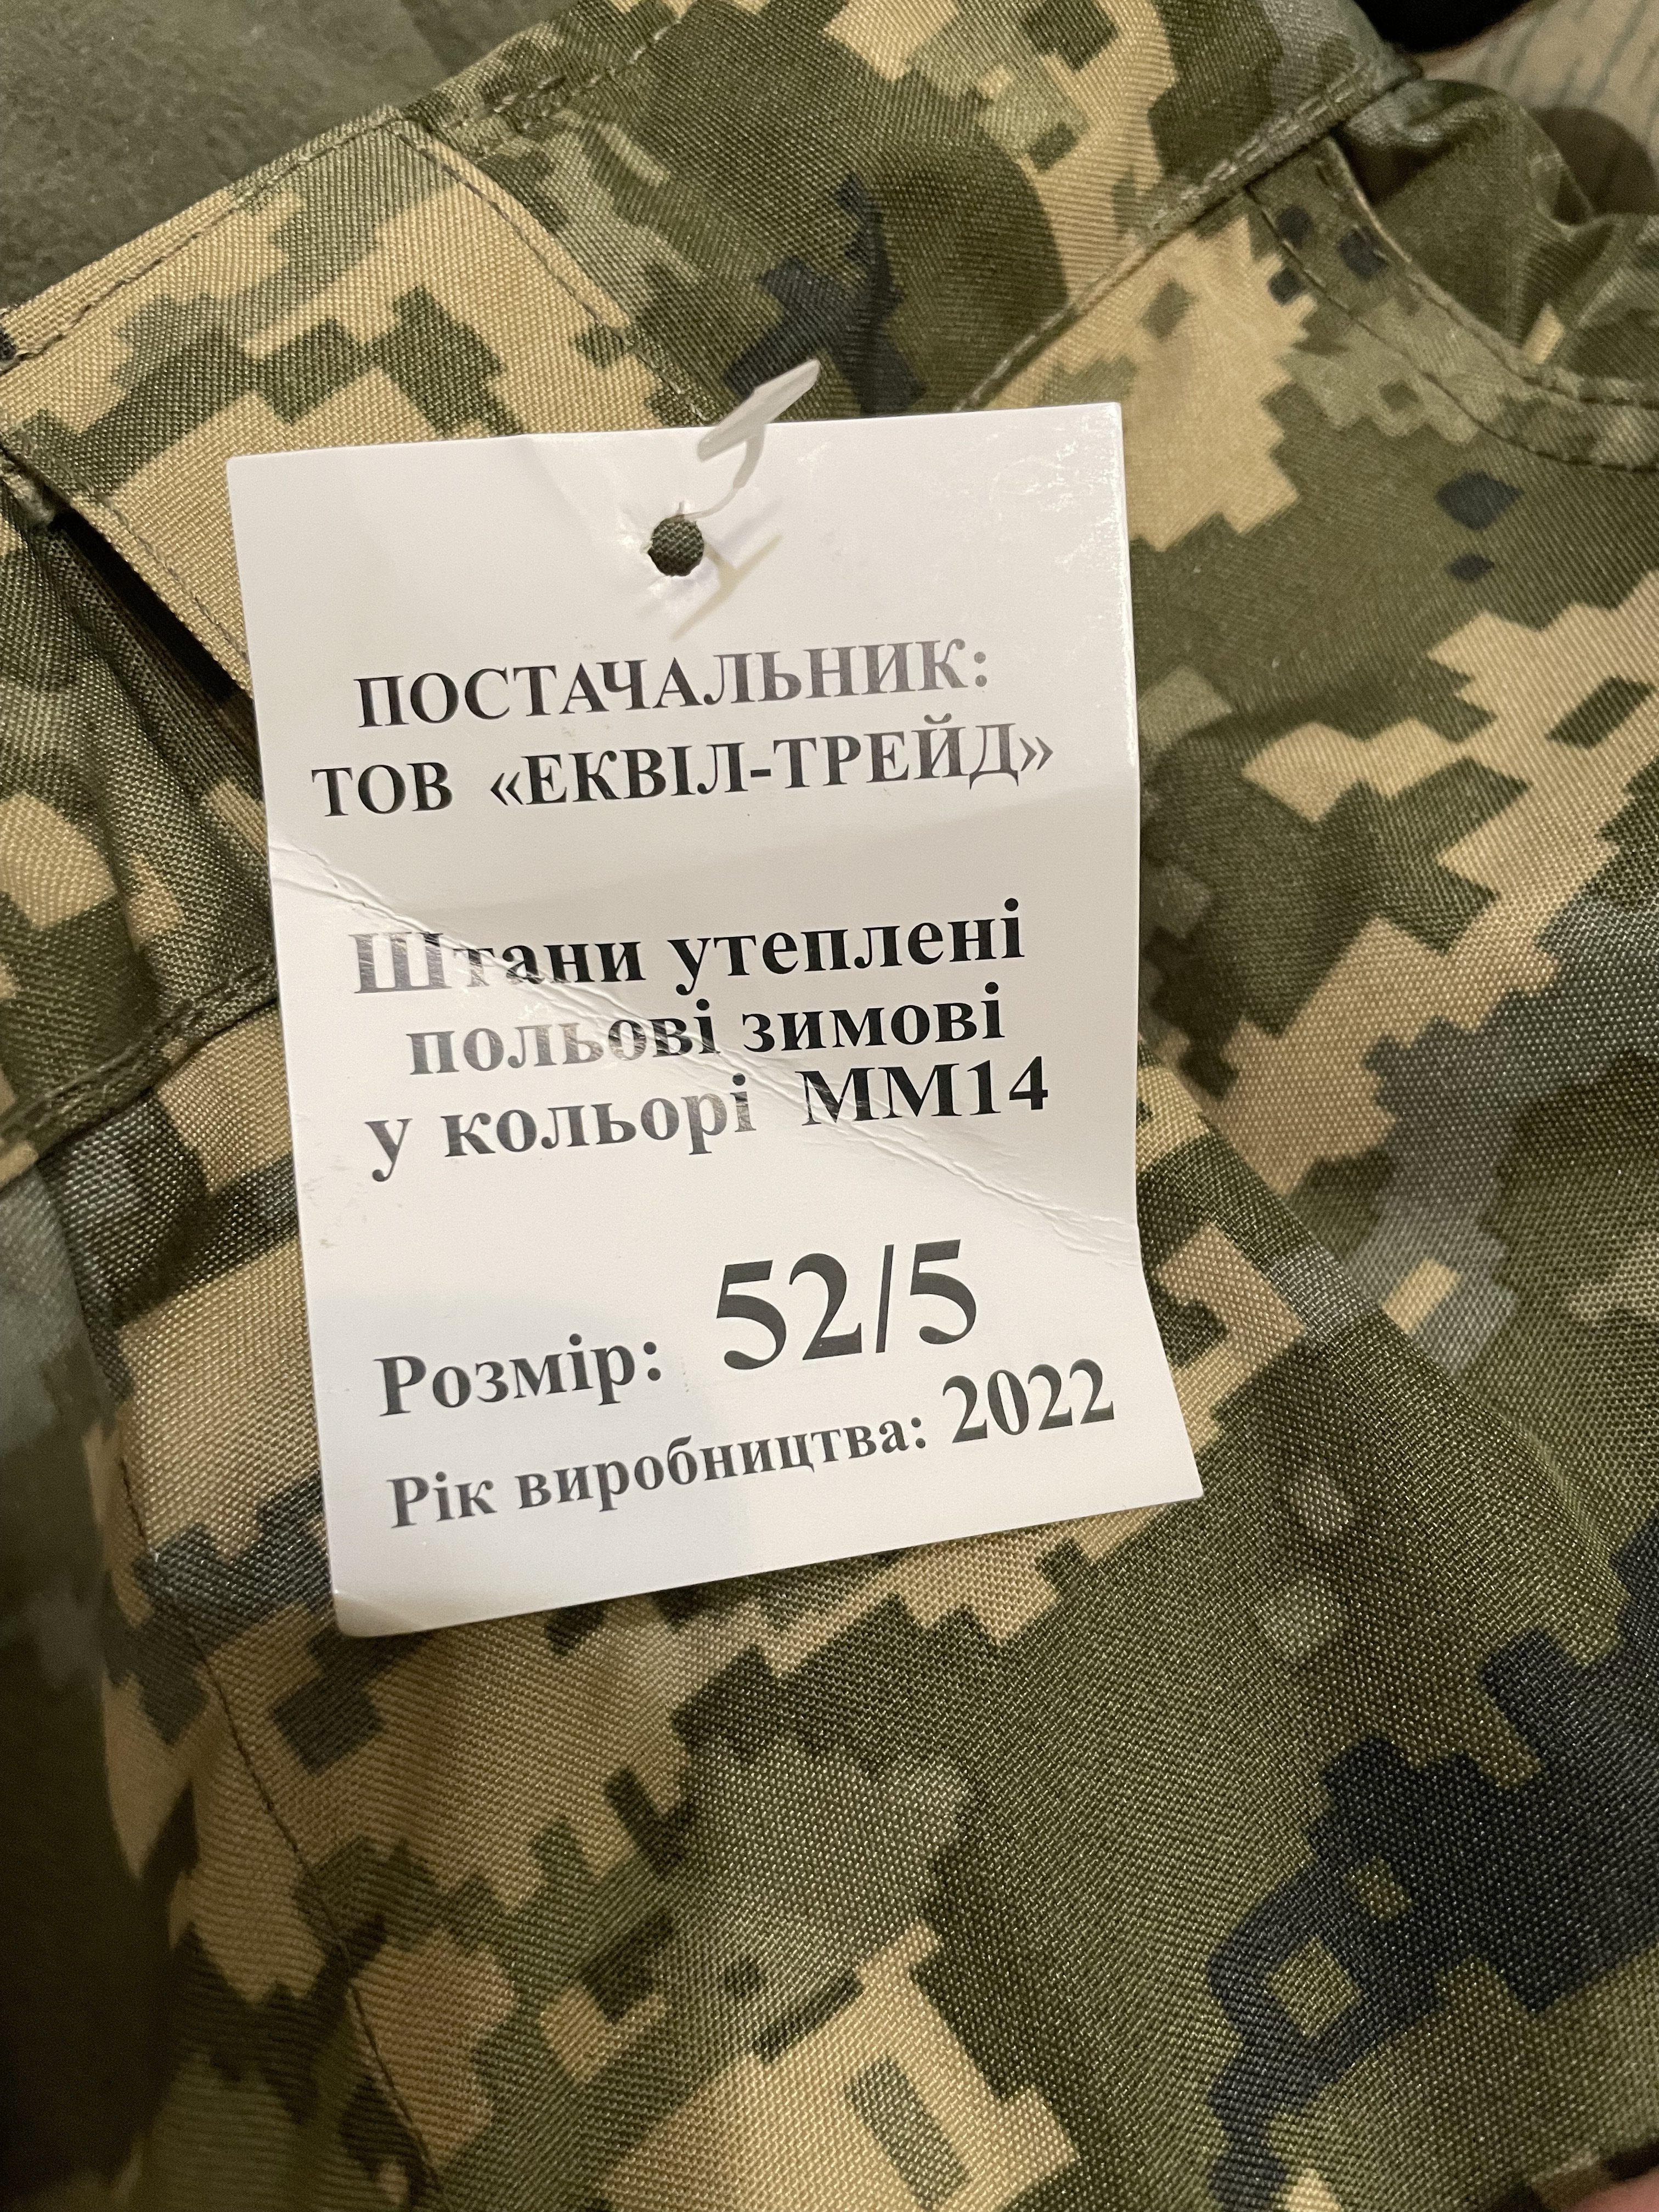 ПОСТАЧАЛЬНИК:
ТОВ «ЕКВІЛ-ТРЕЙД»
Штани утеплені
польові зимові
у кольорі ММ14
Розмір: 52/5
Рік виробництва: 2022